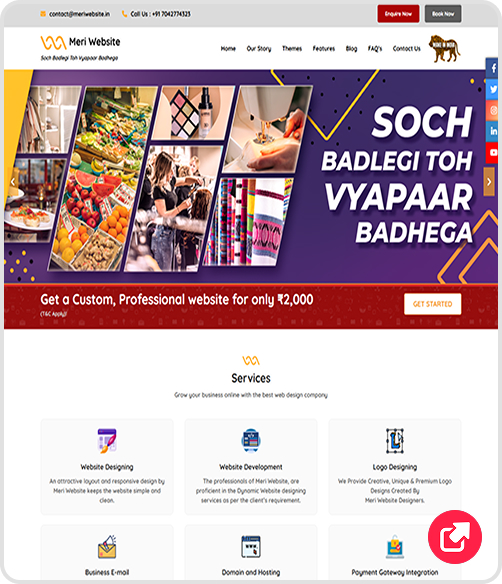 contact@meriwebsite.in Call Us : +91 7042774323 Enquire Now Book Now
Meri Website
Soch Badlegi Toh Vyapaar Badhega
Home Our Story Themes Features Blog FAQ's Contact Us
MAKE IN INDIA
SOCH
BADLEGI TOH
VYAPAAR
BADHEGA
Get a Custom, Professional website for only ₹2,000
(T&C Apply)
GET STARTED
Services
Grow your business online with the best web design company
Website Designing
An attractive layout and responsive design by
Meri Website keeps the website simple and
clean.
Website Development
The professionals of Meri Website, are
proficient in the Dynamic Website designing
services as per the client's requirement.
Logo Designing
We Provide Creative, Unique & Premium Logo
Designs Created By
Meri Website Designers.
Business E-mail
Domain and Hosting
Payment Gateway Integration